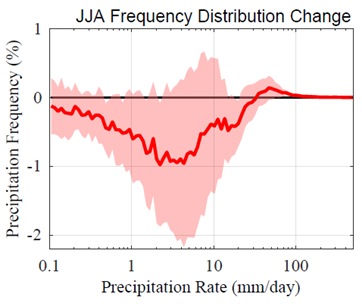 JJA Frequency Distribution Change
Precipitation Frequency (%)
1
0
-1
-2
0.1 1 10 100
Precipitation Rate (mm/day)